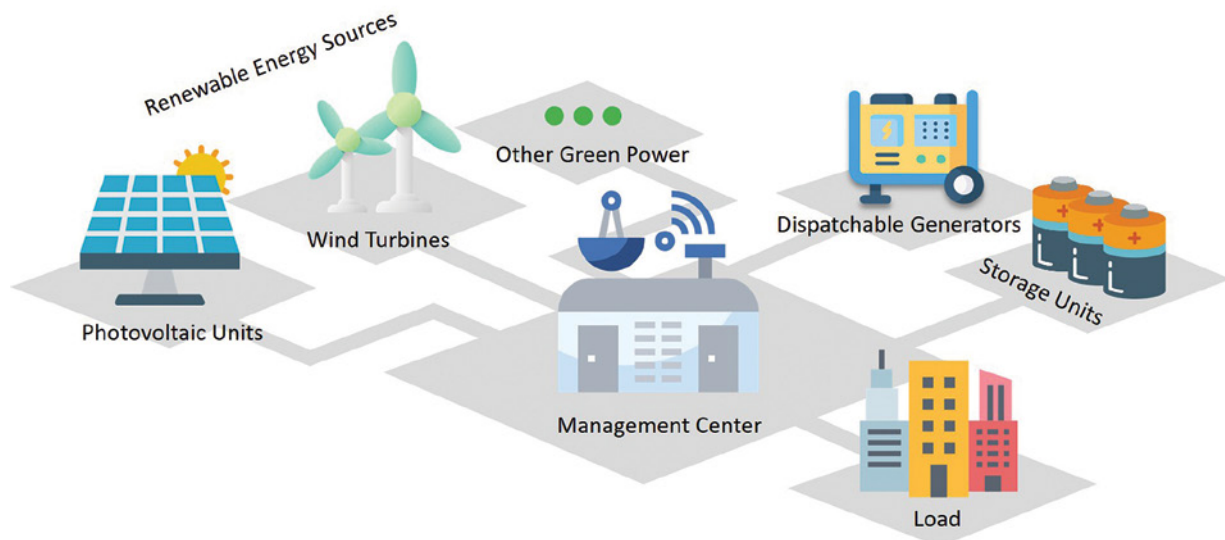 Renewable Energy Sources
Other Green Power
Wind Turbines
Photovoltaic Units
Dispatchable Generators
Storage Units
Management Center
Load